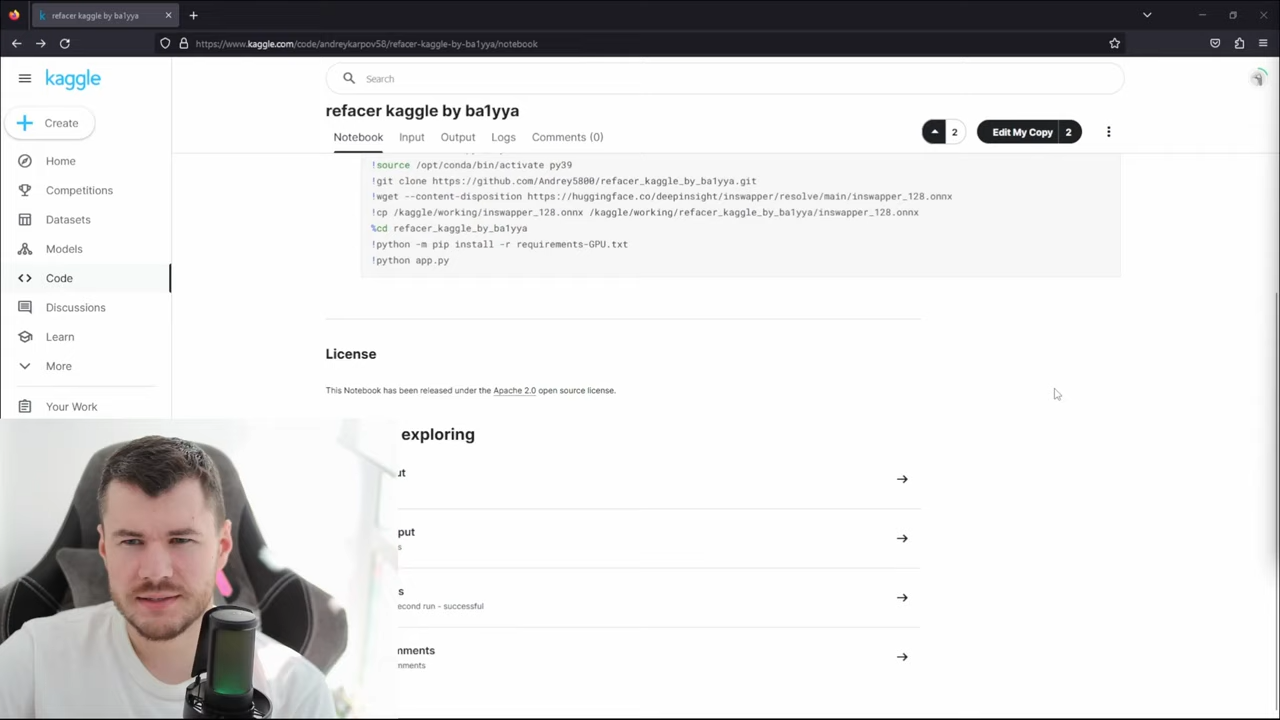 refacer kaggle by ba1yya
https://www.kaggle.com/code/andreykarpov58/refacer-kaggle-by-ba1yya/notebook
kaggle
Search
Create
Home
Competitions
Datasets
Models
Code
Discussions
Learn
More
Your Work
refacer kaggle by ba1yya
2
Edit My Copy 2
Notebook Input Output Logs Comments (0)
!source /opt/conda/bin/activate py39
!git clone https://github.com/Andrey5800/refacer_kaggle_by_ba1yya.git
!wget --content-disposition https://huggingface.co/deepinsight/inswapper/resolve/main/inswapper_128.onnx
!cp /kaggle/working/inswapper_128.onnx /kaggle/working/refacer_kaggle_by_ba1yya/inswapper_128.onnx
%cd refacer_kaggle_by_ba1yya
!python -m pip install -r requirements-GPU.txt
!python app.py
License
This Notebook has been released under the Apache 2.0 open source license.
exploring
ut
put
s
s
econd run - successful
mments
mments